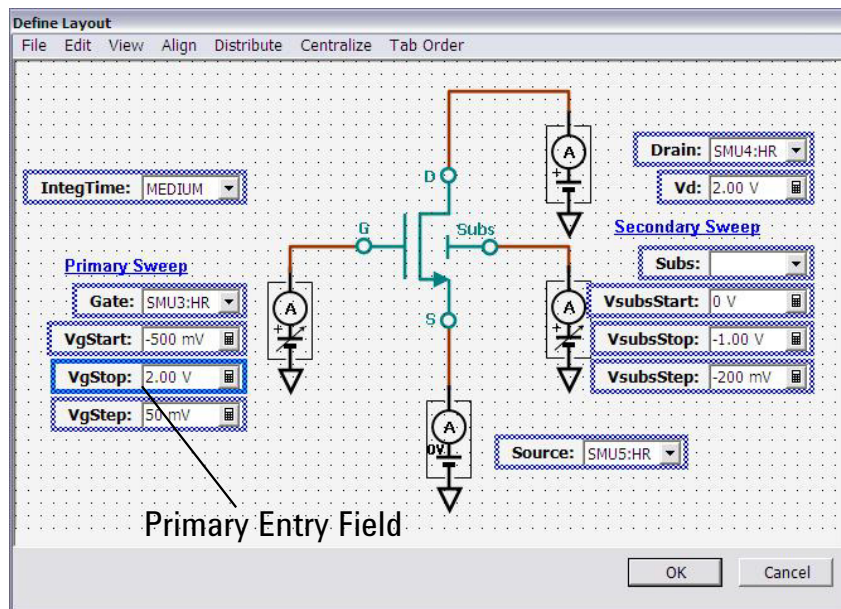 Define Layout
File Edit View Align Distribute Centralize Tab Order
IntegTime: MEDIUM
Primary Sweep
Gate: SMU3:HR
VgStart: -500 mV
VgStop: 2.00 V
VgStep: 50 mV
Primary Entry Field
D
G
Subs
S
A
+
A
+
A
+
A
0V
Drain: SMU4:HR
Vd: 2.00 V
Secondary Sweep
Subs:
VsubsStart: 0 V
VsubsStop: -1.00 V
VsubsStep: -200 mV
Source: SMU5:HR
OK Cancel